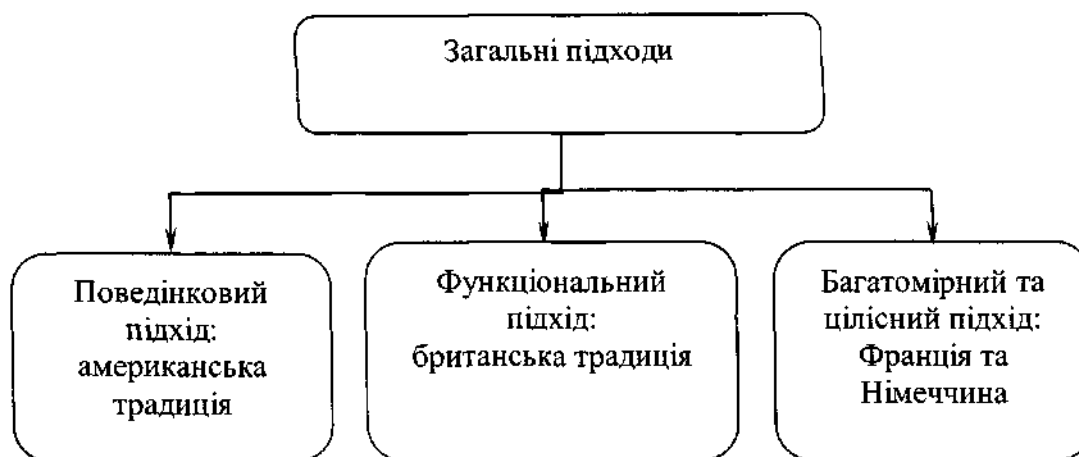 Загальні підходи
Поведінковий
підхід:
американська
традиція
Функціональний
підхід:
британська традиція
Багатомірний та
цілісний підхід:
Франція та
Німеччина